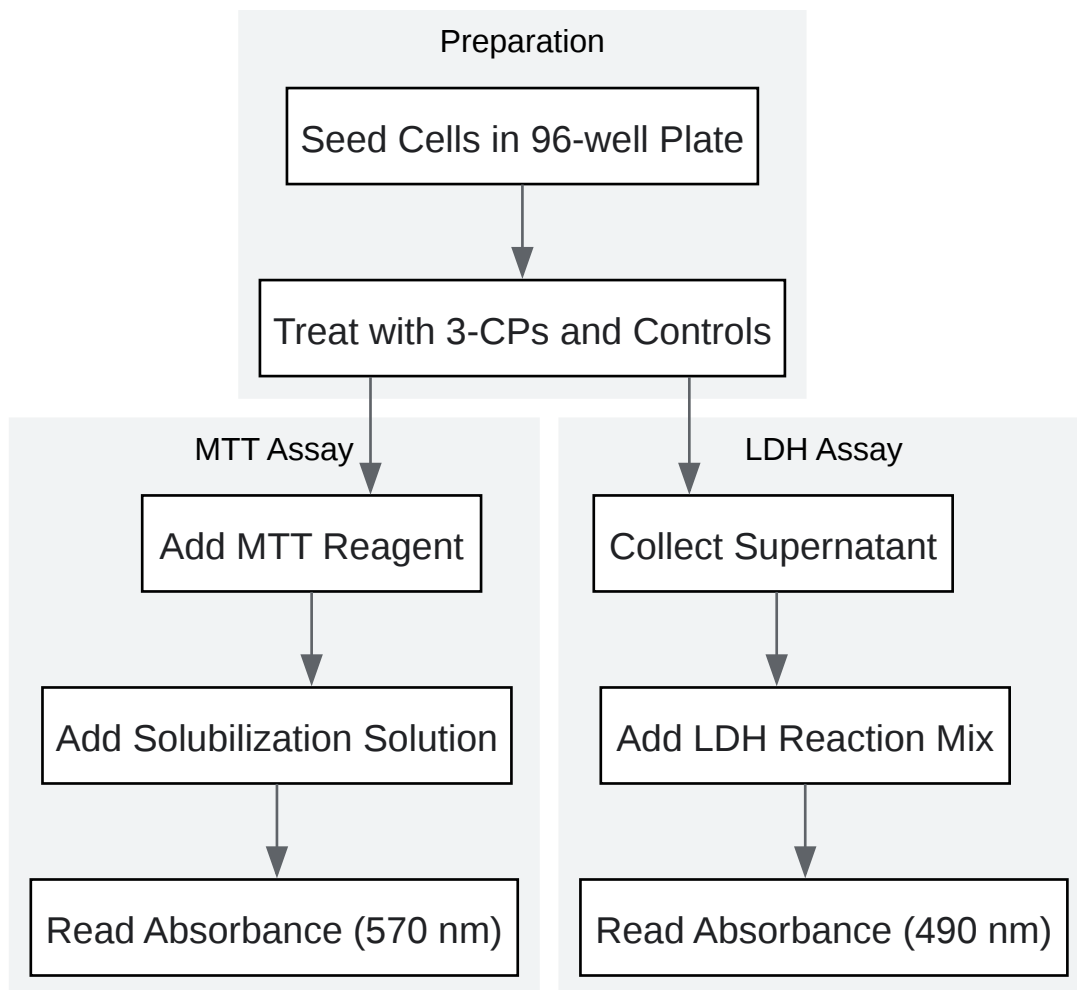 Preparation
Seed Cells in 96-well Plate
Treat with 3-CPs and Controls
MTT Assay
Add MTT Reagent
Add Solubilization Solution
Read Absorbance (570 nm)
LDH Assay
Collect Supernatant
Add LDH Reaction Mix
Read Absorbance (490 nm)